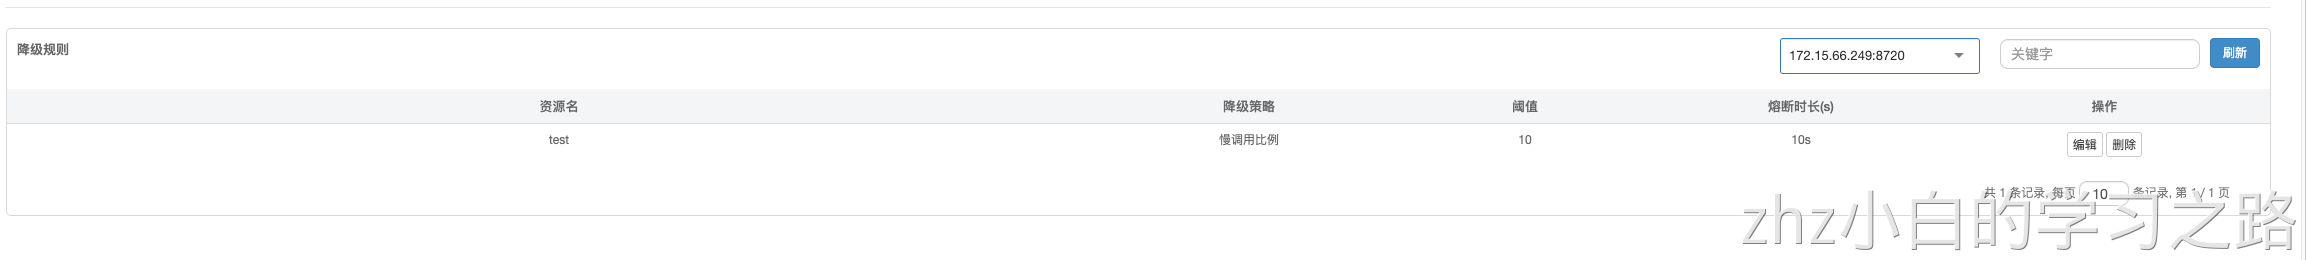 降级规则
172.15.66.249:8720
关键字
刷新
资源名 降级策略 阈值 熔断时长(s) 操作
test 慢调用比例 10 10s 编辑 删除
共 1 条记录, 每页 10 条记录, 第 1 / 1 页
zhz小白的学习之路